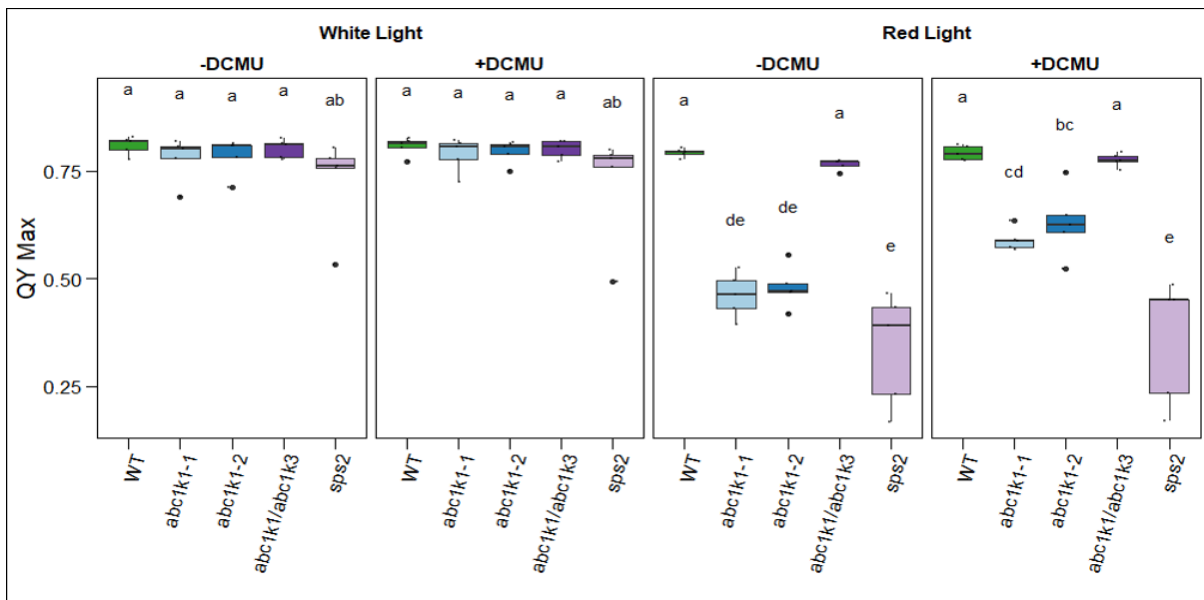 White Light Red Light
-DCMU +DCMU -DCMU +DCMU
a a a a ab a a a a ab a de de a e a cd bc a e
QY Max
0.75
0.50
0.25
WT abc1k1-1 abc1k1-2 abc1k1/abc1k3 sps2 WT abc1k1-1 abc1k1-2 abc1k1/abc1k3 sps2 WT abc1k1-1 abc1k1-2 abc1k1/abc1k3 sps2 WT abc1k1-1 abc1k1-2 abc1k1/abc1k3 sps2